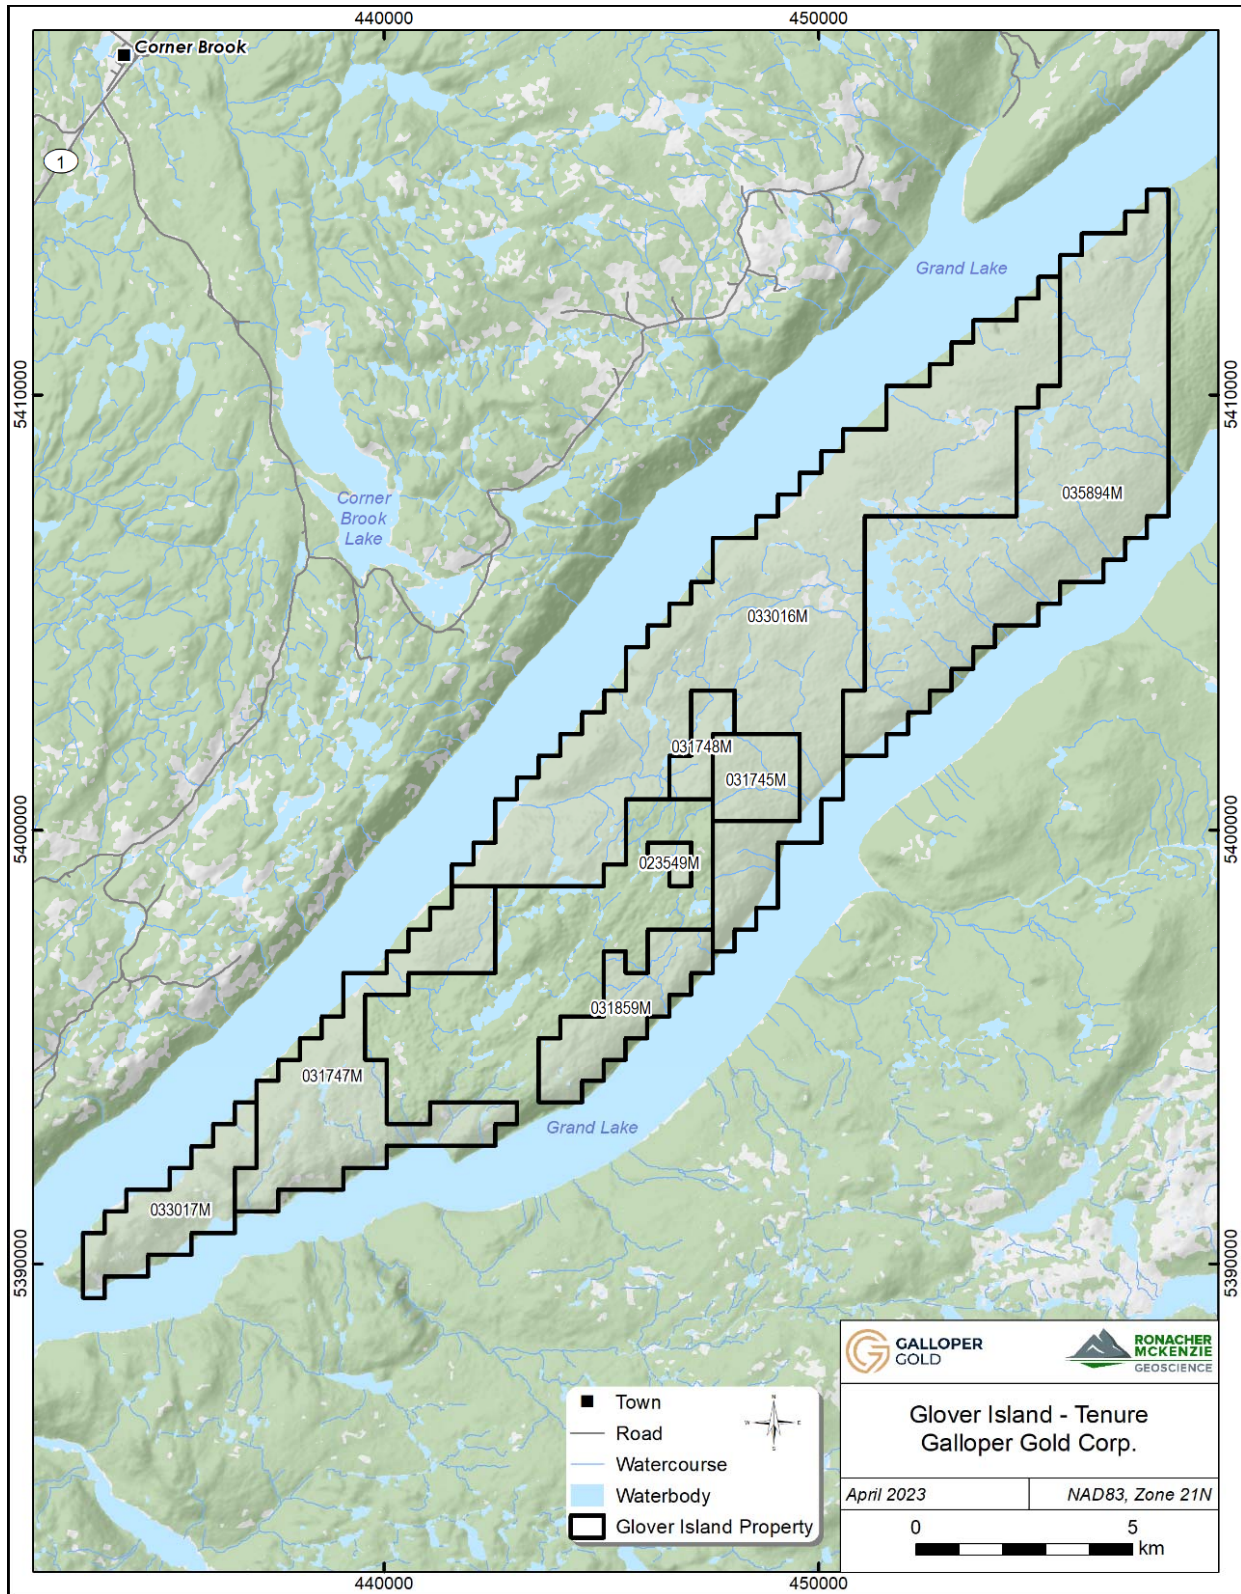 440000
450000
Corner Brook
1
Grand Lake
5410000
5410000
035894M
Corner
Brook
Lake
033016M
031748M
031745M
5400000
5400000
023549M
031859M
031747M
Grand Lake
033017M
5390000
5390000
GALLOPER
GOLD
RONACHER
MCKENZIE
GEOSCIENCE
Glover Island - Tenure
Galloper Gold Corp.
April 2023
NAD83, Zone 21N
0
5
km
Town
Road
Watercourse
Waterbody
Glover Island Property
N
W
E
S
440000
450000